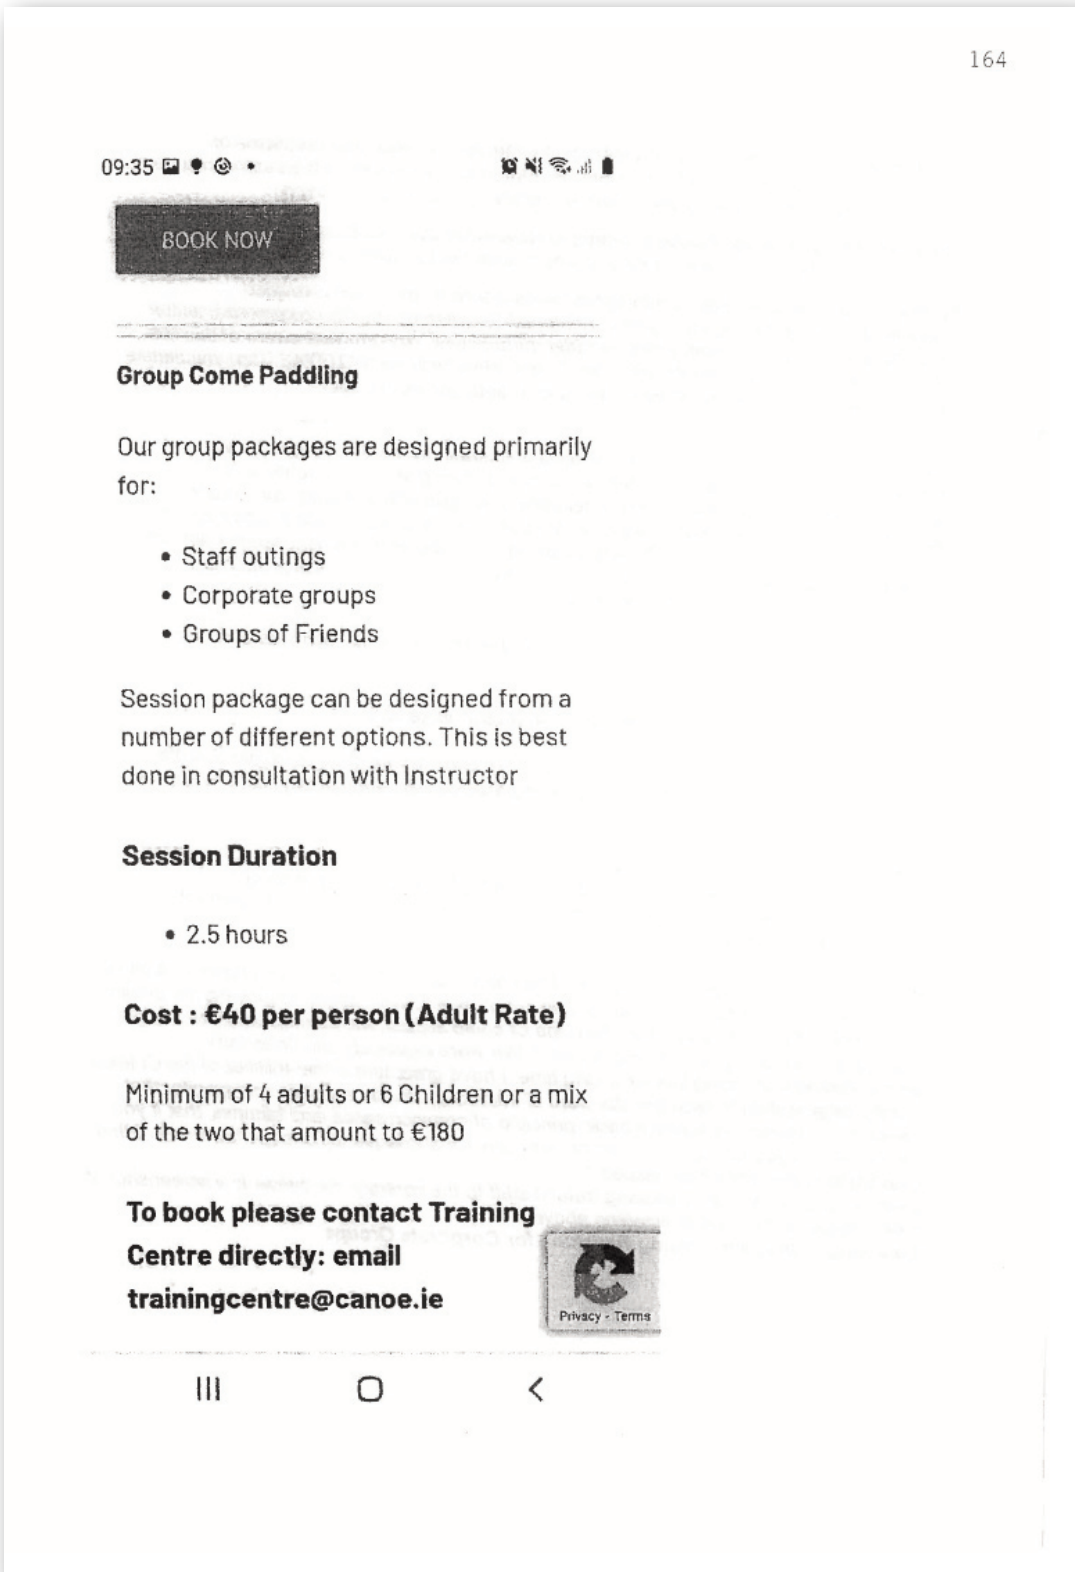 164
09:35
BOOK NOW
Group Come Paddling
Our group packages are designed primarily
for:
• Staff outings
• Corporate groups
• Groups of Friends
Session package can be designed from a
number of different options. This is best
done in consultation with Instructor
Session Duration
• 2.5 hours
Cost : €40 per person (Adult Rate)
Minimum of 4 adults or 6 Children or a mix
of the two that amount to €180
To book please contact Training
Centre directly: email
trainingcentre@canoe.ie
Privacy - Terms